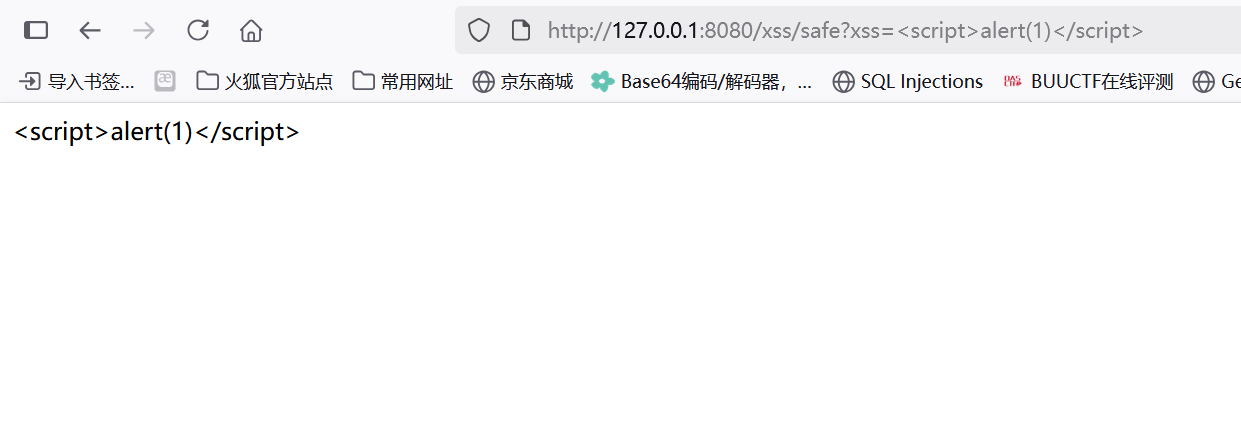 http://127.0.0.1:8080/xss/safe?xss=<script>alert(1)</script>
导入书签... æ 火狐官方站点 常用网址 京东商城 Base64编码/解码器，... SQL Injections BUUCTF在线评测 Ge
<script>alert(1)</script>